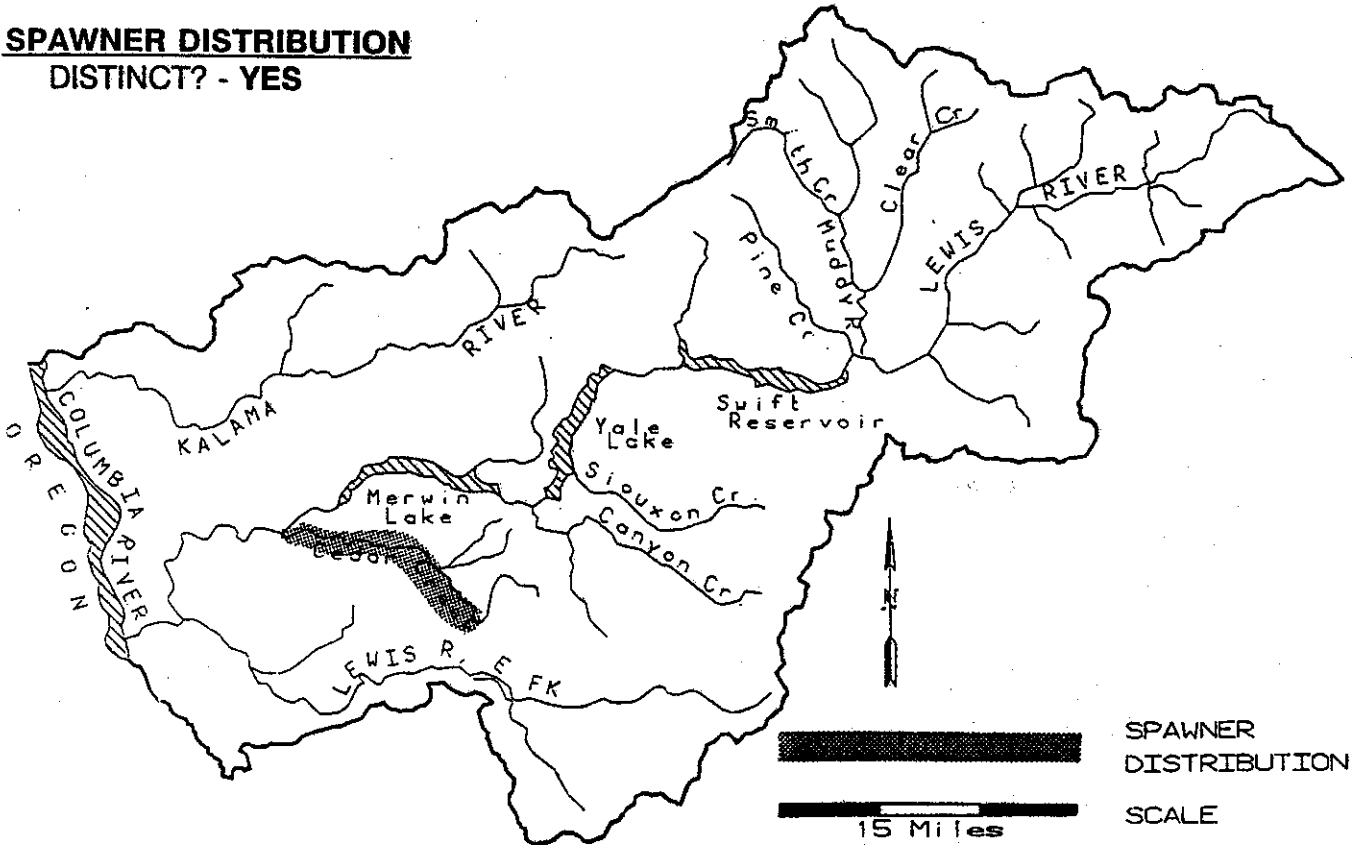 SPAWNER DISTRIBUTION
DISTINCT? - YES
Smith Cr
Clear Cr
Muddy R
Pine Cr.
LEWIS RIVER
KALAMA RIVER
COLUMBIA RIVER
OREGON
Swift
Reservoir
Yale
Lake
Siouxon Cr.
Canyon Cr.
Merwin
Lake
Cedar
LEWIS R. E FK
N
SPAWNER
DISTRIBUTION
15 Miles
SCALE